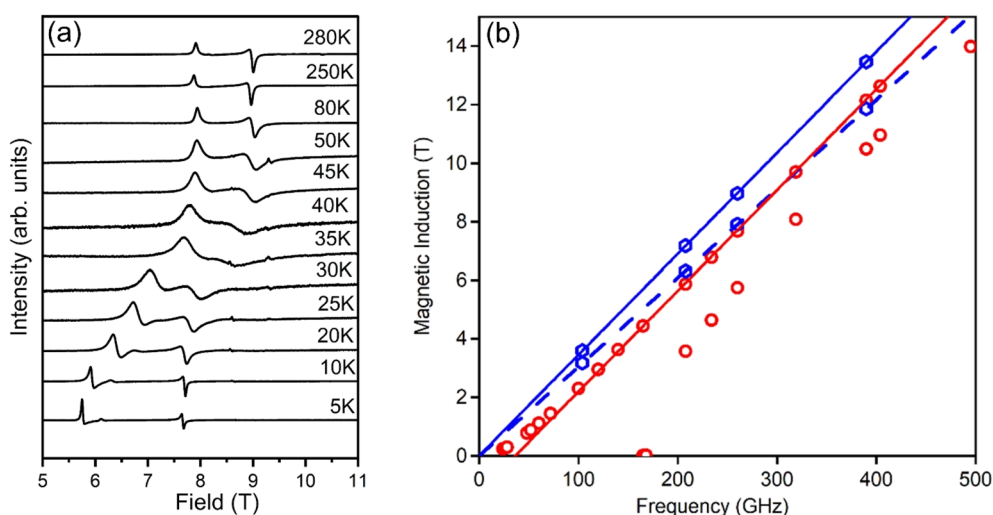 (a)
280K
250K
80K
50K
45K
40K
35K
30K
25K
20K
10K
5K
Intensity (arb. units)
5 6 7 8 9 10 11
Field (T)
(b)
14
12
10
8
6
4
2
0
Magnetic Induction (T)
0 100 200 300 400 500
Frequency (GHz)